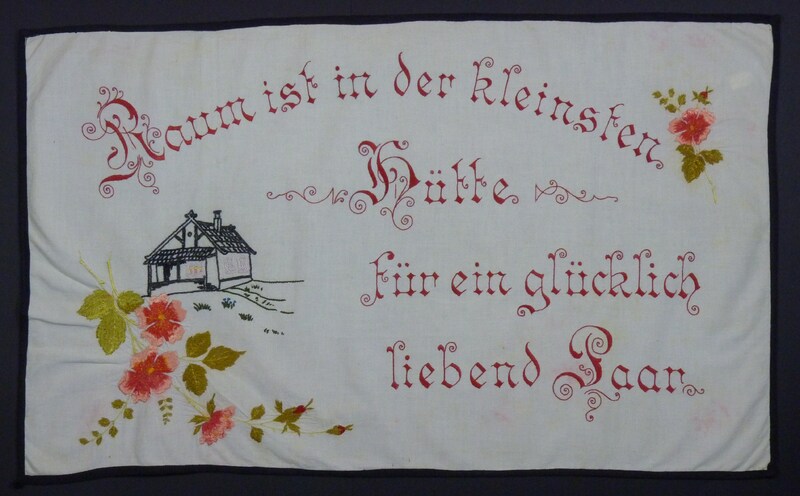 Raum ist in der kleinsten
Hütte
für ein glücklich
liebend Paar